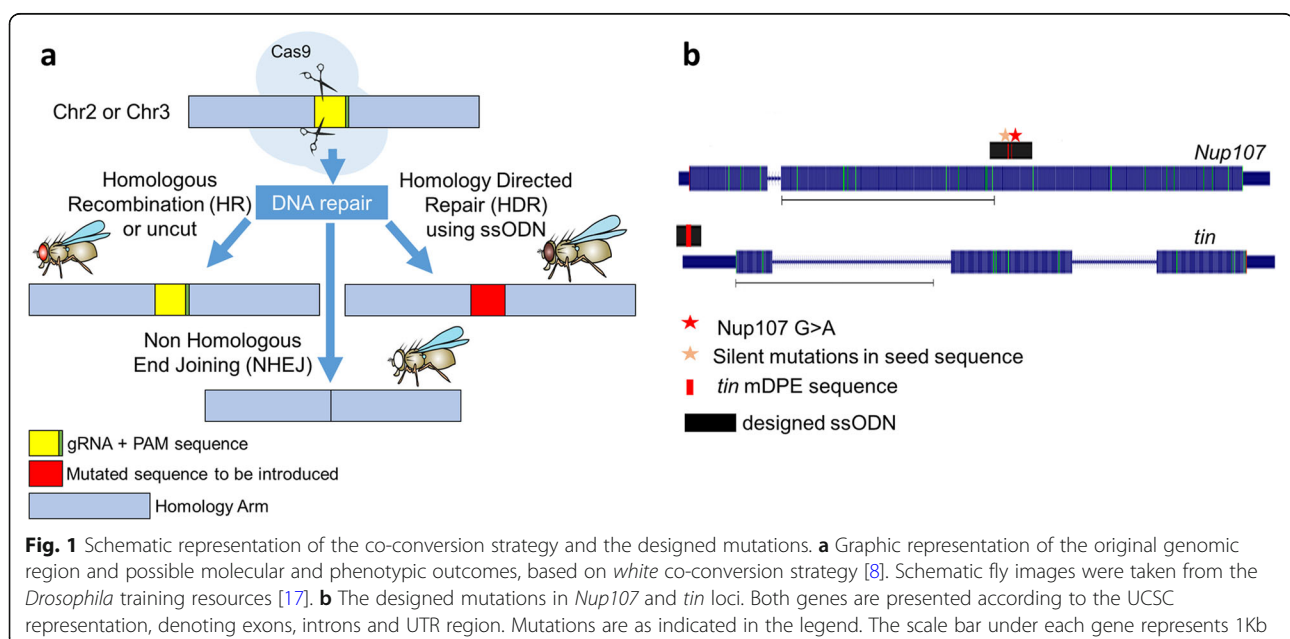 a
Cas9
Chr2 or Chr3
Homologous
Recombination (HR)
or uncut
DNA repair
Homology Directed
Repair (HDR)
using ssODN
Non Homologous
End Joining (NHEJ)
gRNA + PAM sequence
Mutated sequence to be introduced
Homology Arm
b
Nup107
tin
Nup107 G>A
Silent mutations in seed sequence
tin mDPE sequence
designed ssODN
Fig. 1 Schematic representation of the co-conversion strategy and the designed mutations. a Graphic representation of the original genomic
region and possible molecular and phenotypic outcomes, based on white co-conversion strategy [8]. Schematic fly images were taken from the
Drosophila training resources [17]. b The designed mutations in Nup107 and tin loci. Both genes are presented according to the UCSC
representation, denoting exons, introns and UTR region. Mutations are as indicated in the legend. The scale bar under each gene represents 1Kb